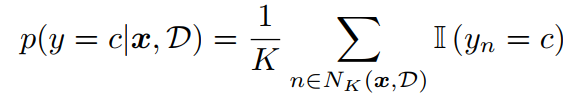 p(y = c|x, D) = 1/K ∑_{n∈N_K(x,D)} 𝕀 (y_n = c)